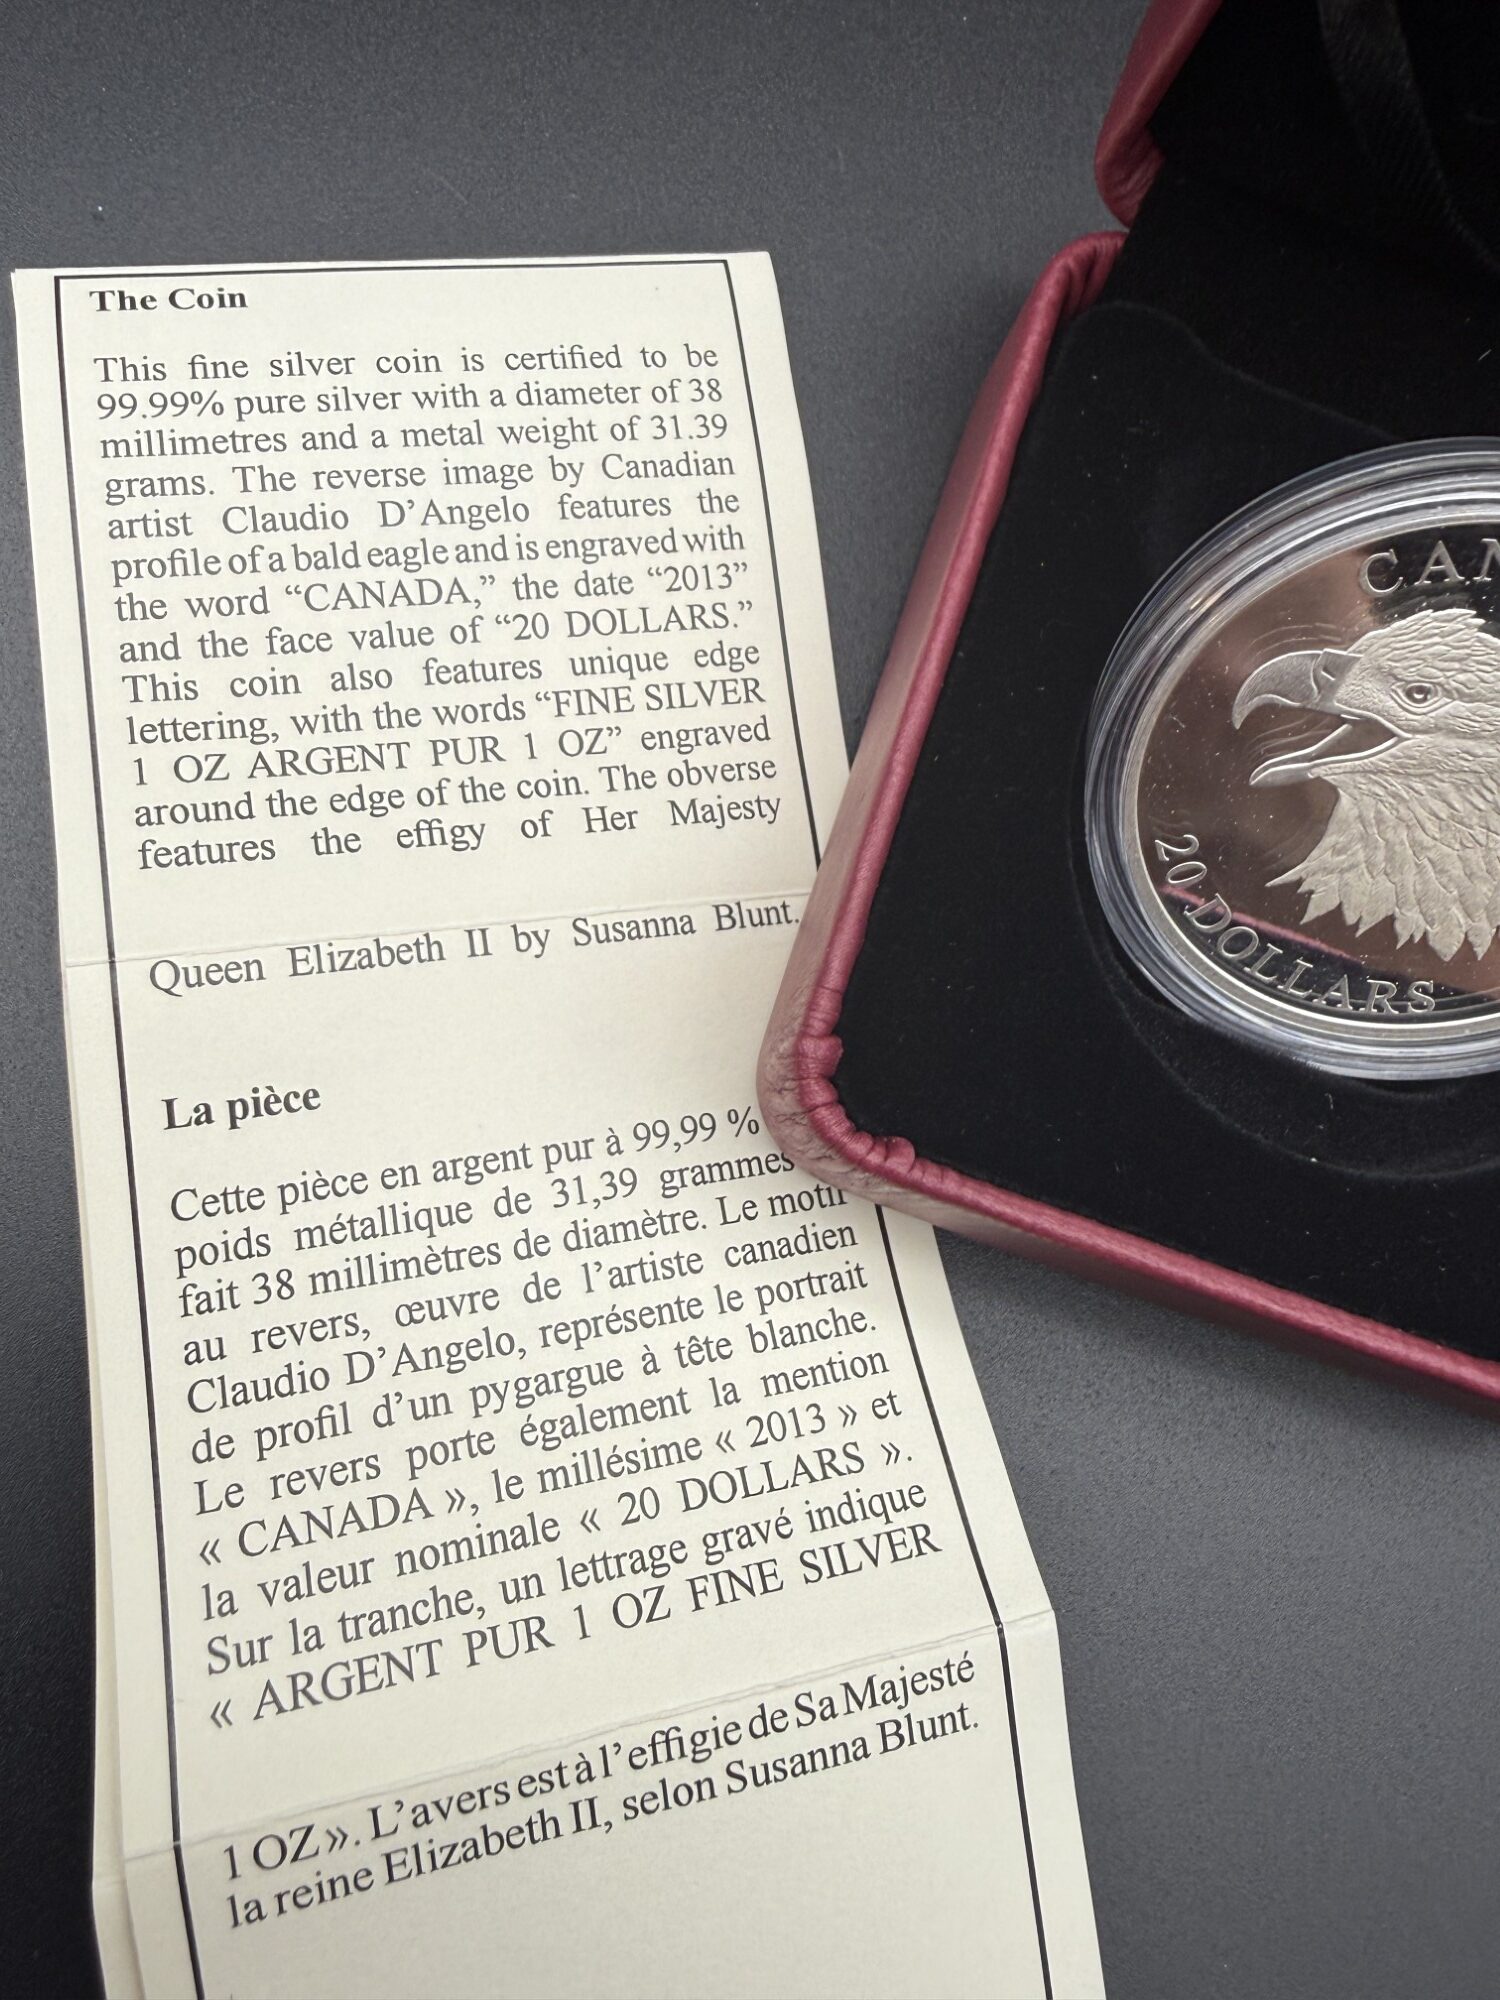 The Coin
This fine silver coin is certified to be
99.99% pure silver with a diameter of 38
millimetres and a metal weight of 31.39
grams. The reverse image by Canadian
artist Claudio D’Angelo features the
profile of a bald eagle and is engraved with
the word “CANADA,” the date “2013”
and the face value of “20 DOLLARS.”
This coin also features unique edge
lettering, with the words “FINE SILVER
1 OZ ARGENT PUR 1 OZ” engraved
around the edge of the coin. The obverse
features the effigy of Her Majesty
Queen Elizabeth II by Susanna Blunt.
La pièce
Cette pièce en argent pur à 99,99 %
poids métallique de 31,39 grammes
fait 38 millimètres de diamètre. Le motif
au revers, œuvre de l’artiste canadien
Claudio D’Angelo, représente le portrait
de profil d’un pygargue à tête blanche.
Le revers porte également la mention
« CANADA », le millésime « 2013 » et
la valeur nominale « 20 DOLLARS ».
Sur la tranche, un lettrage gravé indique
« ARGENT PUR 1 OZ FINE SILVER
1 OZ ». L’avers est à l’effigie de Sa Majesté
la reine Elizabeth II, selon Susanna Blunt.
CAN
20 DOLLARS